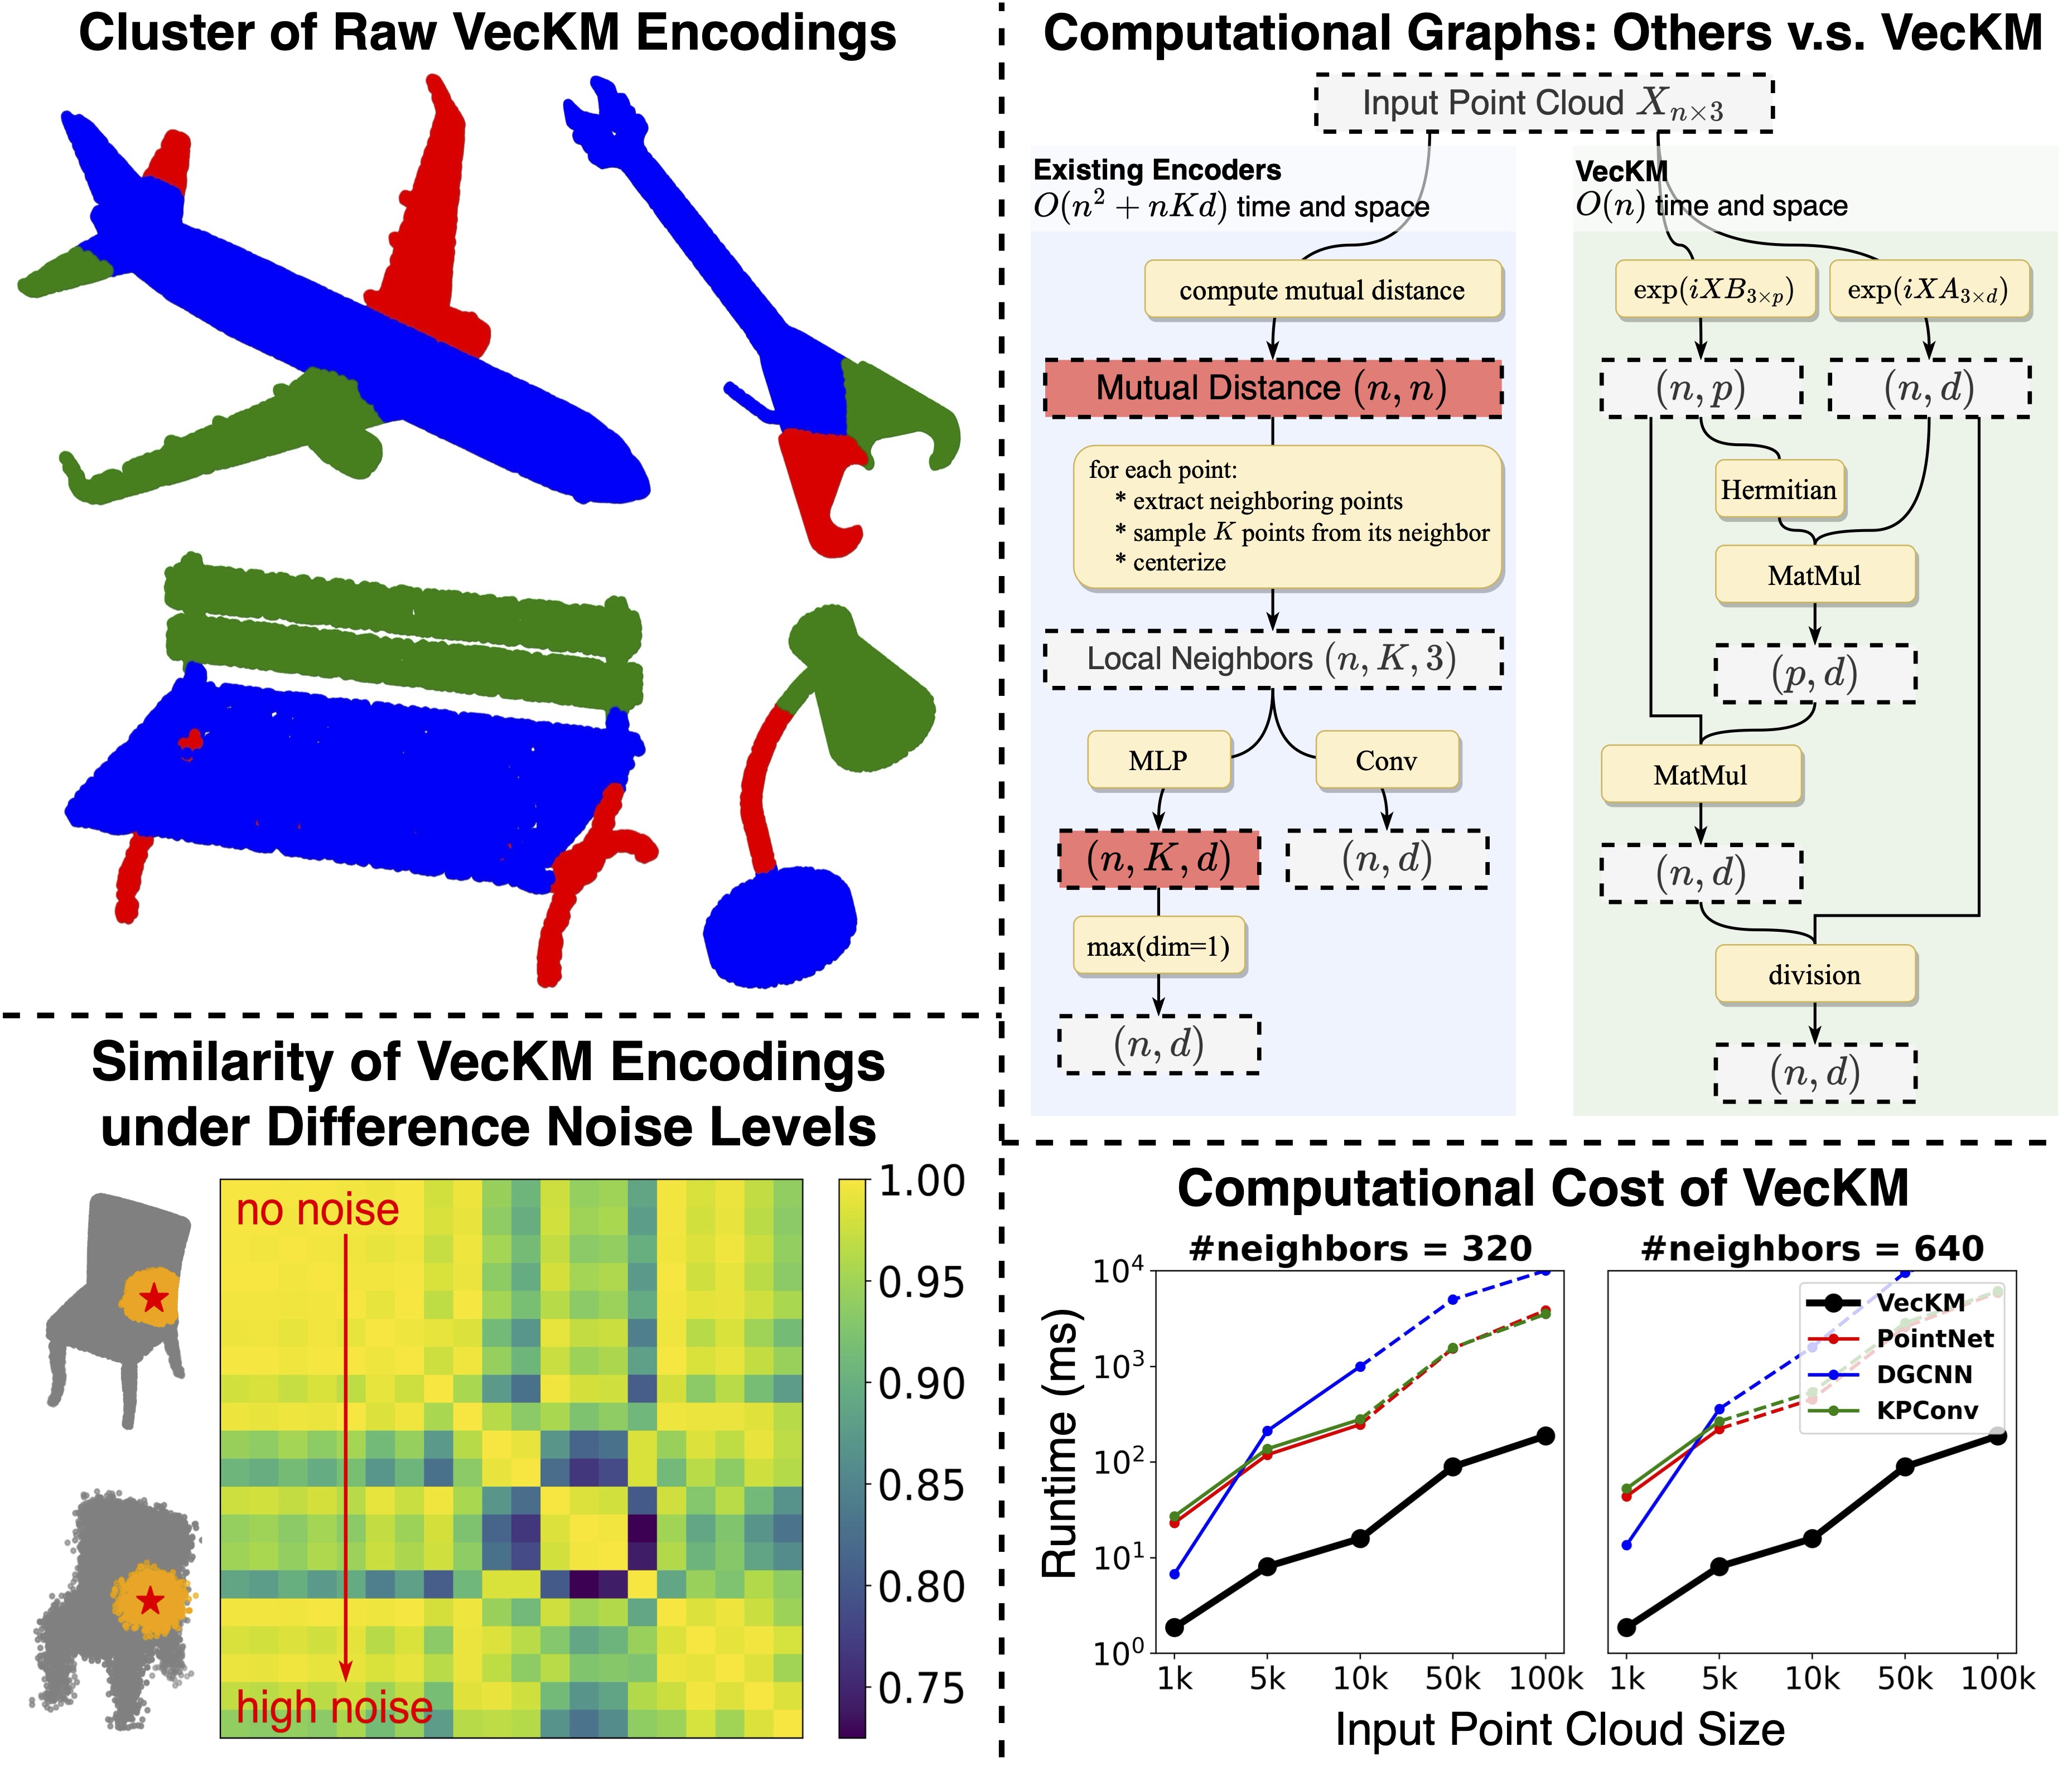 Cluster of Raw VecKM Encodings
Similarity of VecKM Encodings
under Difference Noise Levels
no noise
high noise
1.00
0.95
0.90
0.85
0.80
0.75
Computational Graphs: Others v.s. VecKM
Input Point Cloud $X_{n\times 3}$
Existing Encoders
$O(n^2 + nKd)$ time and space
compute mutual distance
Mutual Distance $(n, n)$
for each point:
* extract neighboring points
* sample $K$ points from its neighbor
* centerize
Local Neighbors $(n, K, 3)$
MLP
Conv
$(n, K, d)$
$(n, d)$
max(dim=1)
$(n, d)$
VecKM
$O(n)$ time and space
$\exp(iXB_{3\times p})$
$\exp(iXA_{3\times d})$
$(n, p)$
$(n, d)$
Hermitian
MatMul
$(p, d)$
MatMul
$(n, d)$
division
$(n, d)$
Computational Cost of VecKM
#neighbors = 320
#neighbors = 640
Runtime (ms)
$10^4$
$10^3$
$10^2$
$10^1$
$10^0$
1k 5k 10k 50k 100k
VecKM
PointNet
DGCNN
KPConv
1k 5k 10k 50k 100k
Input Point Cloud Size